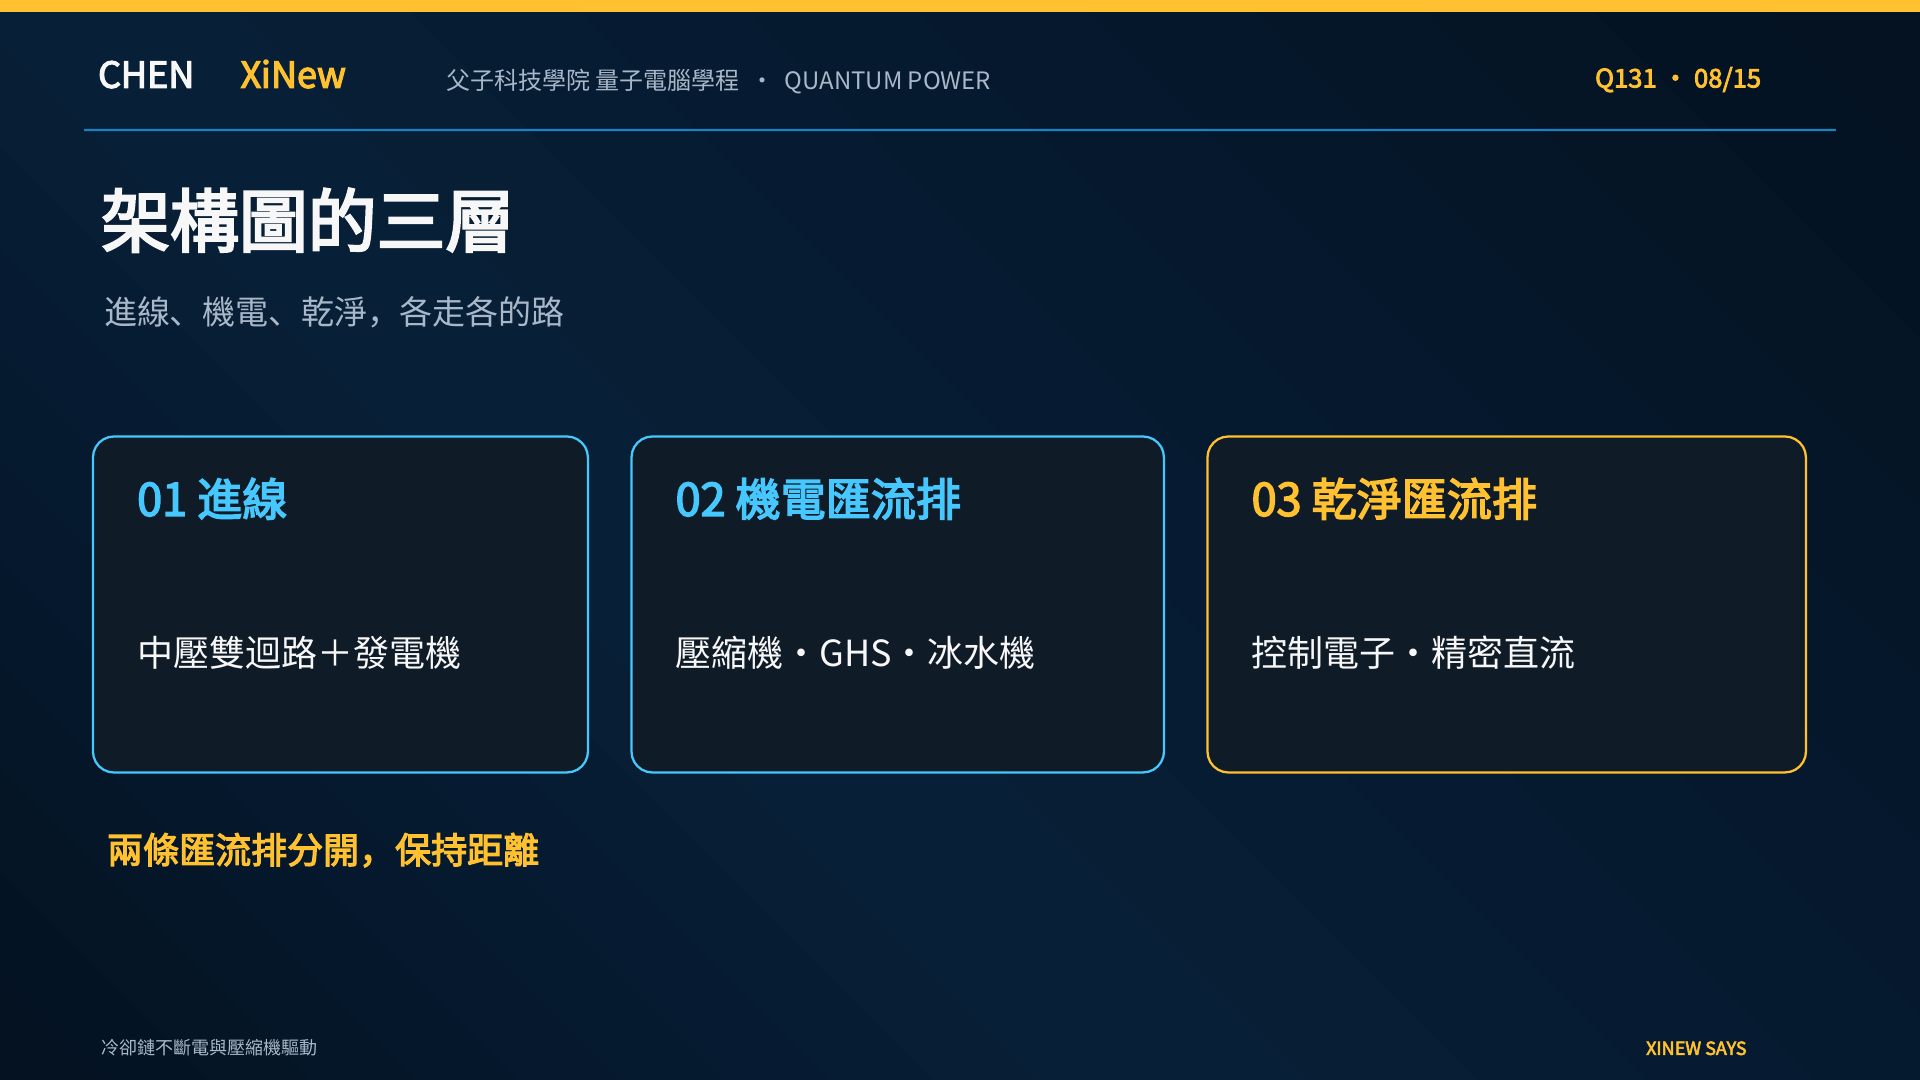 CHEN XiNew 父子科技學院 量子電腦學程 • QUANTUM POWER Q131 • 08/15
架構圖的三層
進線、機電、乾淨，各走各的路
01 進線
中壓雙迴路＋發電機
02 機電匯流排
壓縮機・GHS・冰水機
03 乾淨匯流排
控制電子・精密直流
兩條匯流排分開，保持距離
冷卻鏈不斷電與壓縮機驅動 XINEW SAYS